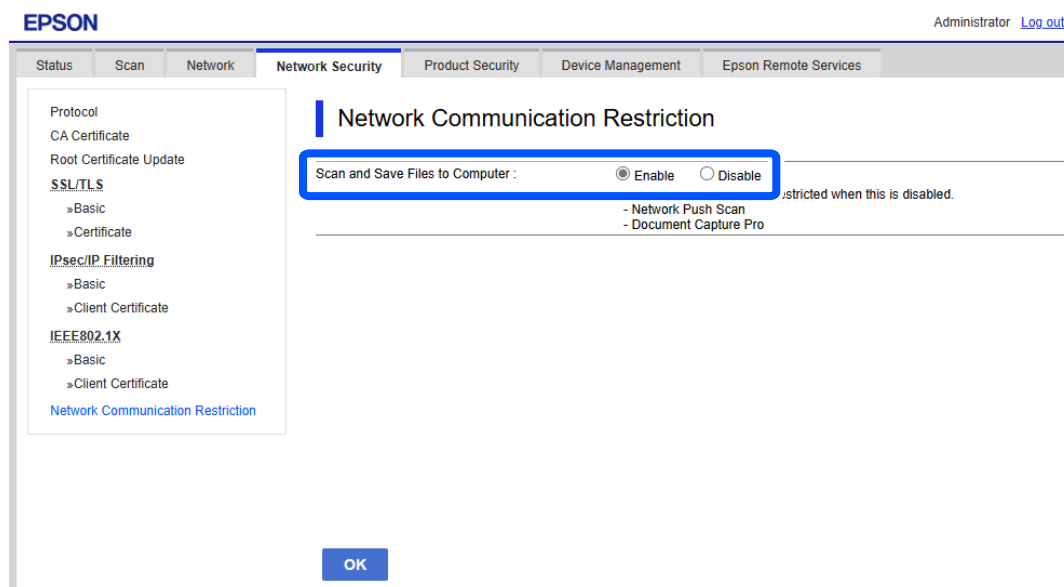 EPSON
Administrator Log out
Status Scan Network Network Security Product Security Device Management Epson Remote Services
Protocol
CA Certificate
Root Certificate Update
SSL/TLS
»Basic
»Certificate
IPsec/IP Filtering
»Basic
»Client Certificate
IEEE802.1X
»Basic
»Client Certificate
Network Communication Restriction
Network Communication Restriction
Scan and Save Files to Computer : Enable Disable
when this is disabled.
- Network Push Scan
- Document Capture Pro
OK